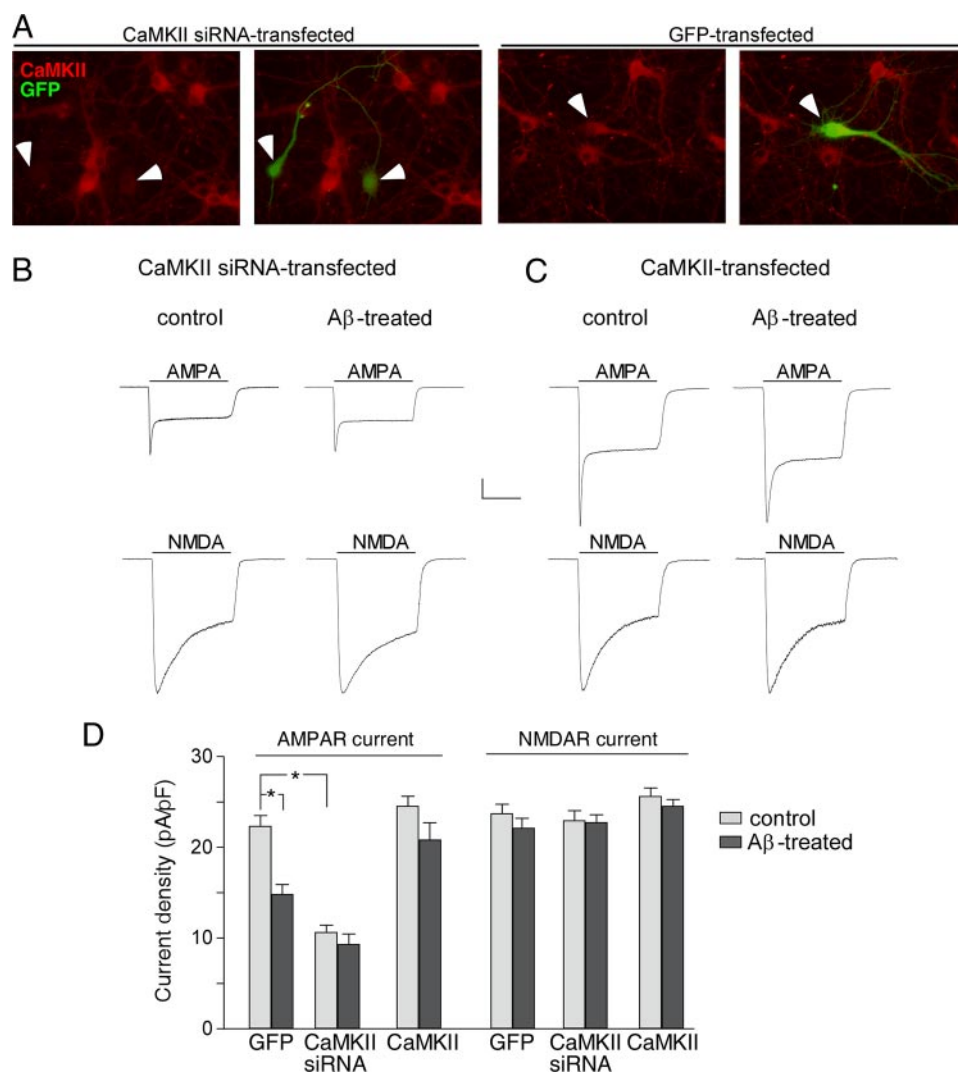 A
CaMKII siRNA-transfected
GFP-transfected
CaMKII
GFP
B
CaMKII siRNA-transfected
control
Aβ-treated
AMPA
AMPA
NMDA
NMDA
C
CaMKII-transfected
control
Aβ-treated
AMPA
AMPA
NMDA
NMDA
D
AMPAR current
NMDAR current
Current density (pA/pF)
30
20
10
0
*
*
control
Aβ-treated
GFP
CaMKII
siRNA
CaMKII
GFP
CaMKII
siRNA
CaMKII